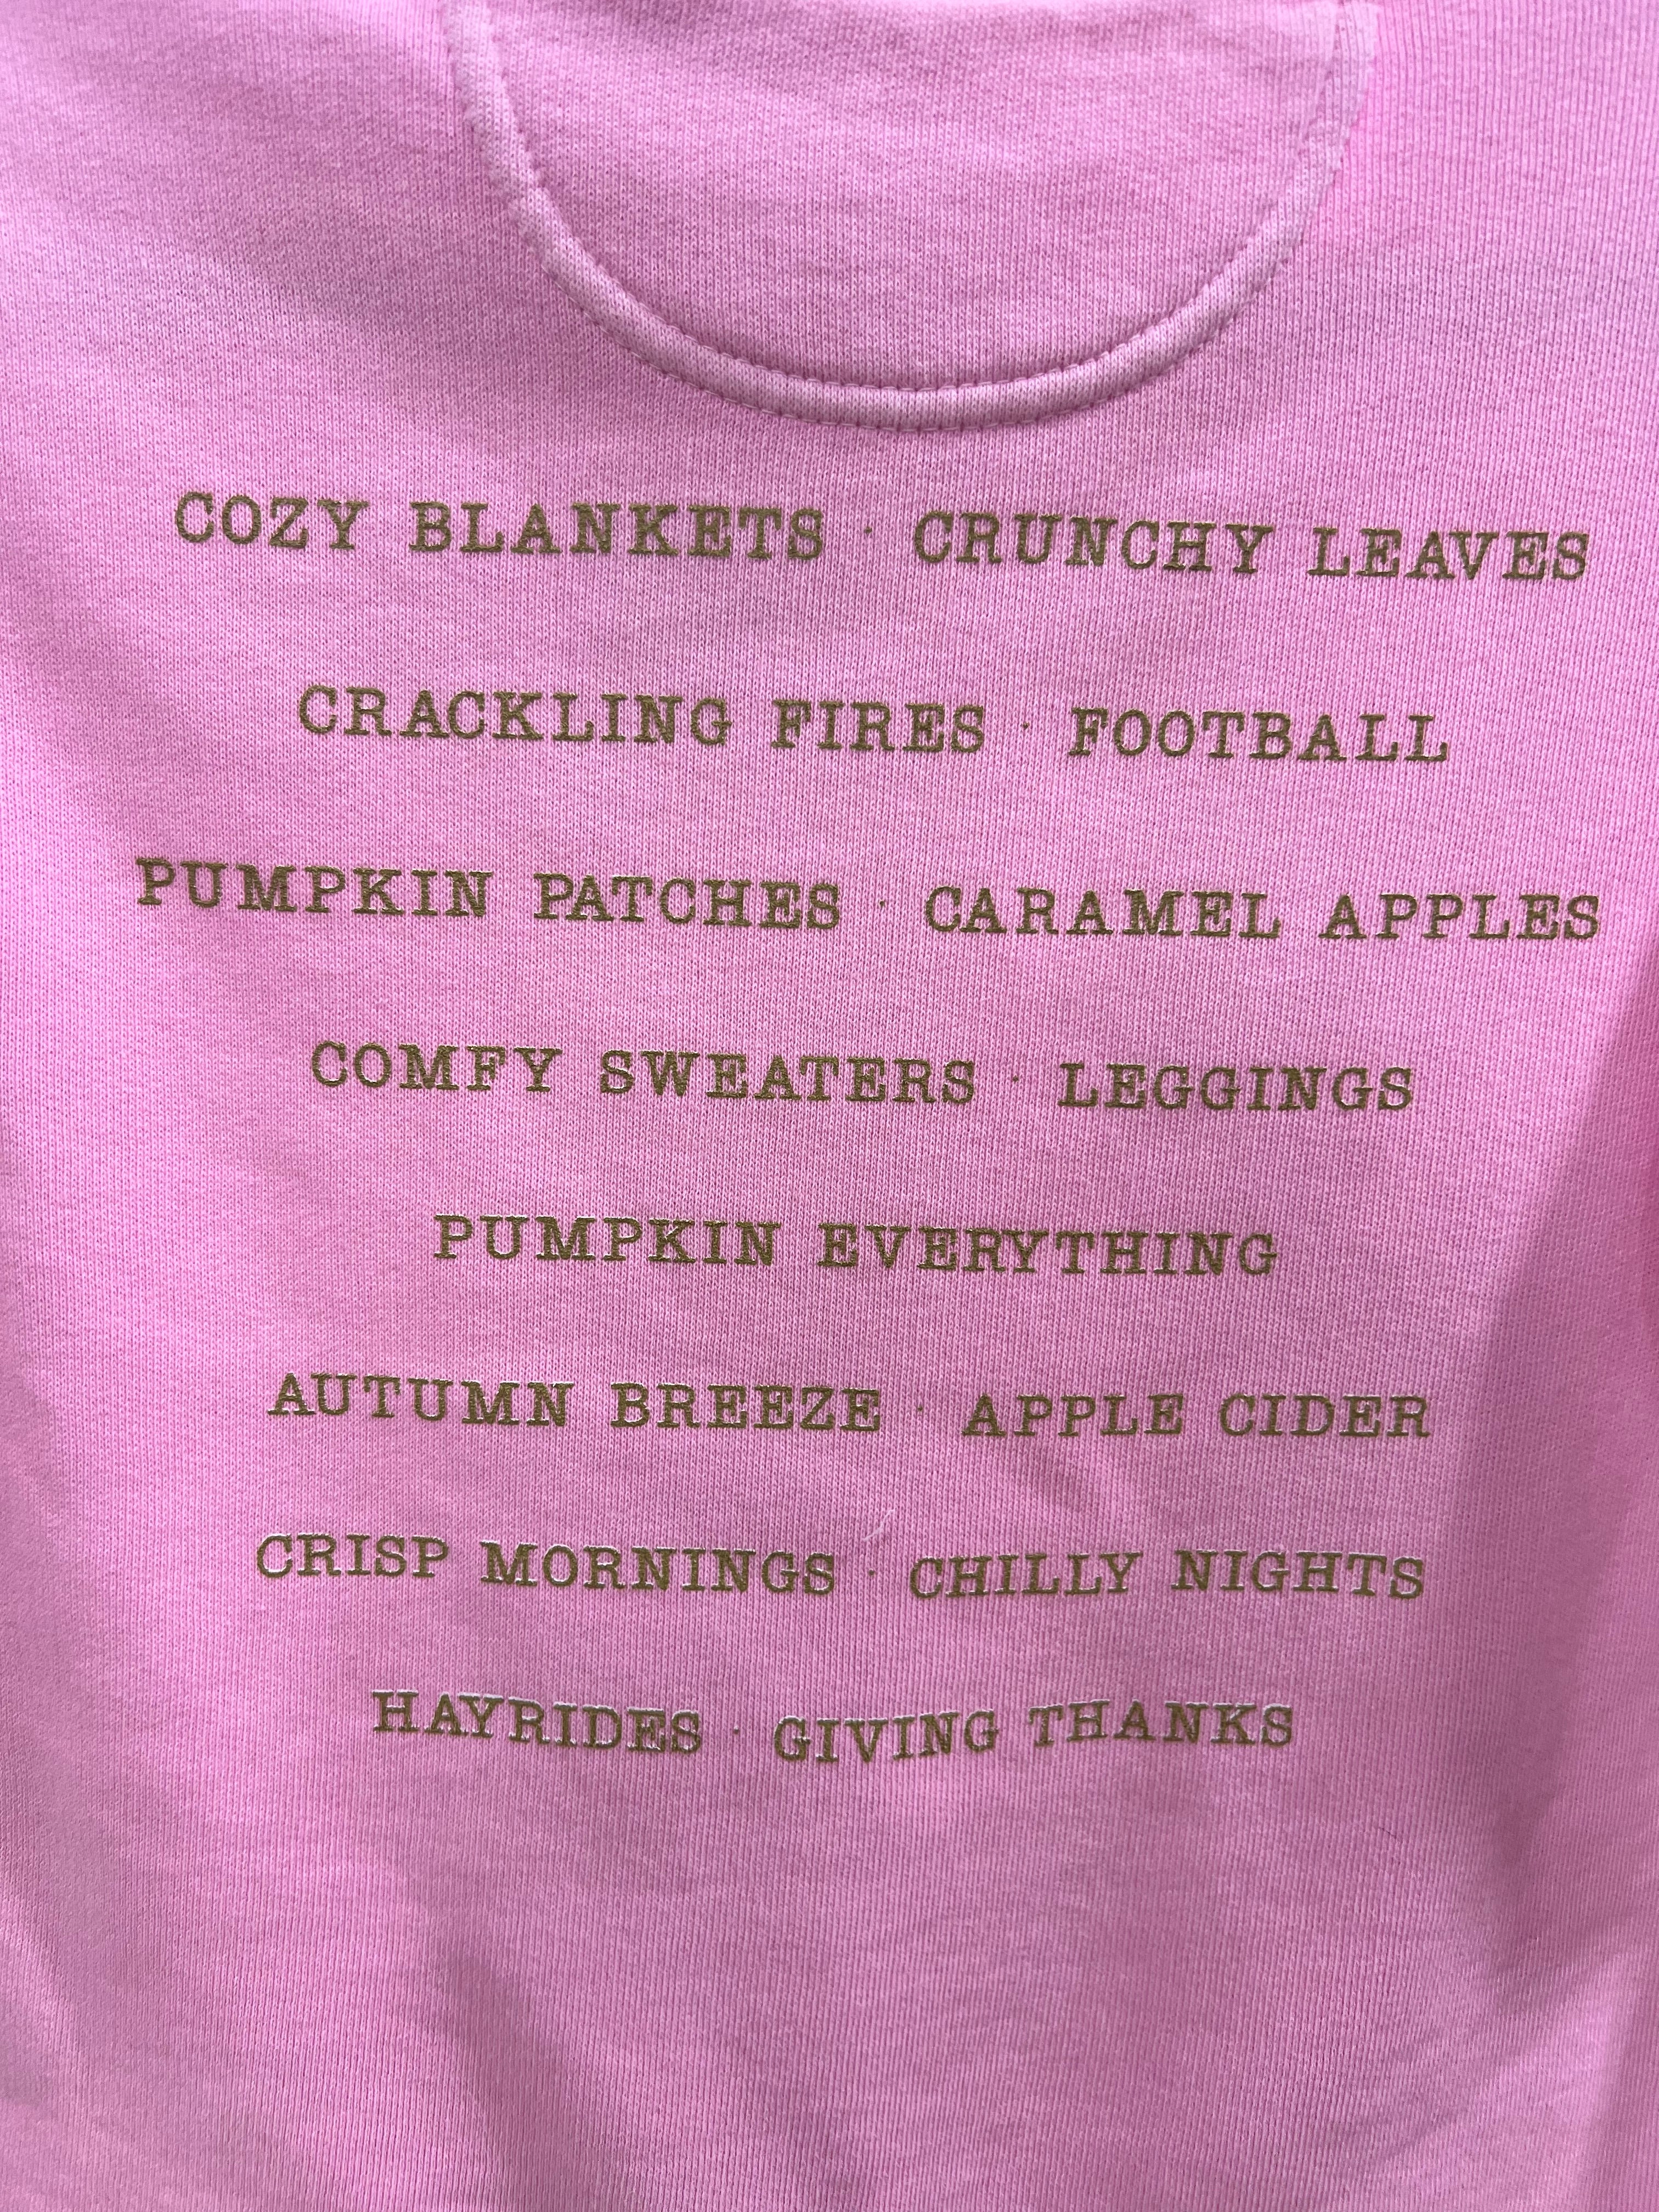 COZY BLANKETS · CRUNCHY LEAVES
CRACKLING FIRES · FOOTBALL
PUMPKIN PATCHES · CARAMEL APPLES
COMFY SWEATERS · LEGGINGS
PUMPKIN EVERYTHING
AUTUMN BREEZE · APPLE CIDER
CRISP MORNINGS · CHILLY NIGHTS
HAYRIDES · GIVING THANKS